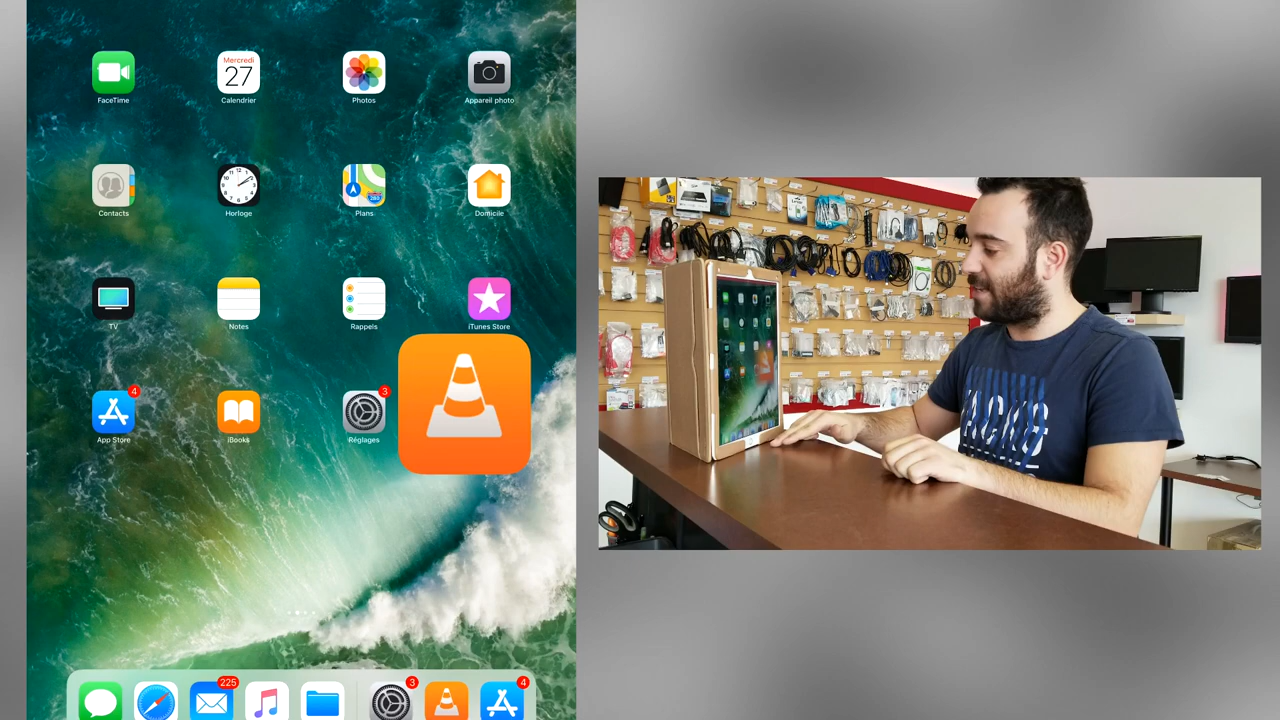 FaceTime
Mercredi
27
Calendrier
Photos
Appareil photo
Contacts
Horloge
280
Plans
Domicile
TV
Notes
Rappels
iTunes Store
4
App Store
iBooks
3
Réglages
225
3
4